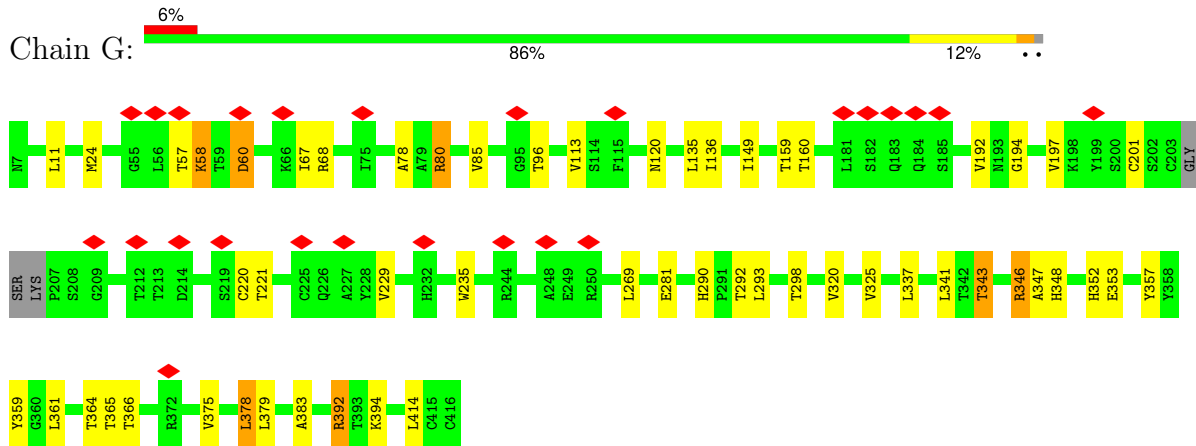 6%
Chain G:
86% 12% • •
N7 L11 M24 G55 L56 T57 K58 T59 D60 K66 I67 R68 I75 A78 A79 R80 V85 G95 T96 V113 S114 F115 N120 L135 I136 I149 T159 T160 L181 S182 Q183 Q184 S185 V192 N193 G194 V197 K198 Y199 S200 C201 S202 C203 GLY
SER LYS P207 S208 G209 T212 T213 D214 S219 C220 T221 C225 Q226 A227 Y228 V229 H232 W235 R244 A248 E249 R250 L269 E281 H290 P291 T292 L293 T298 V320 V325 L337 L341 T342 T343 R346 A347 H348 H352 E353 Y357 Y358
Y359 G360 L361 T364 T365 T366 R372 V375 L378 L379 A383 R392 T393 K394 L414 C415 C416